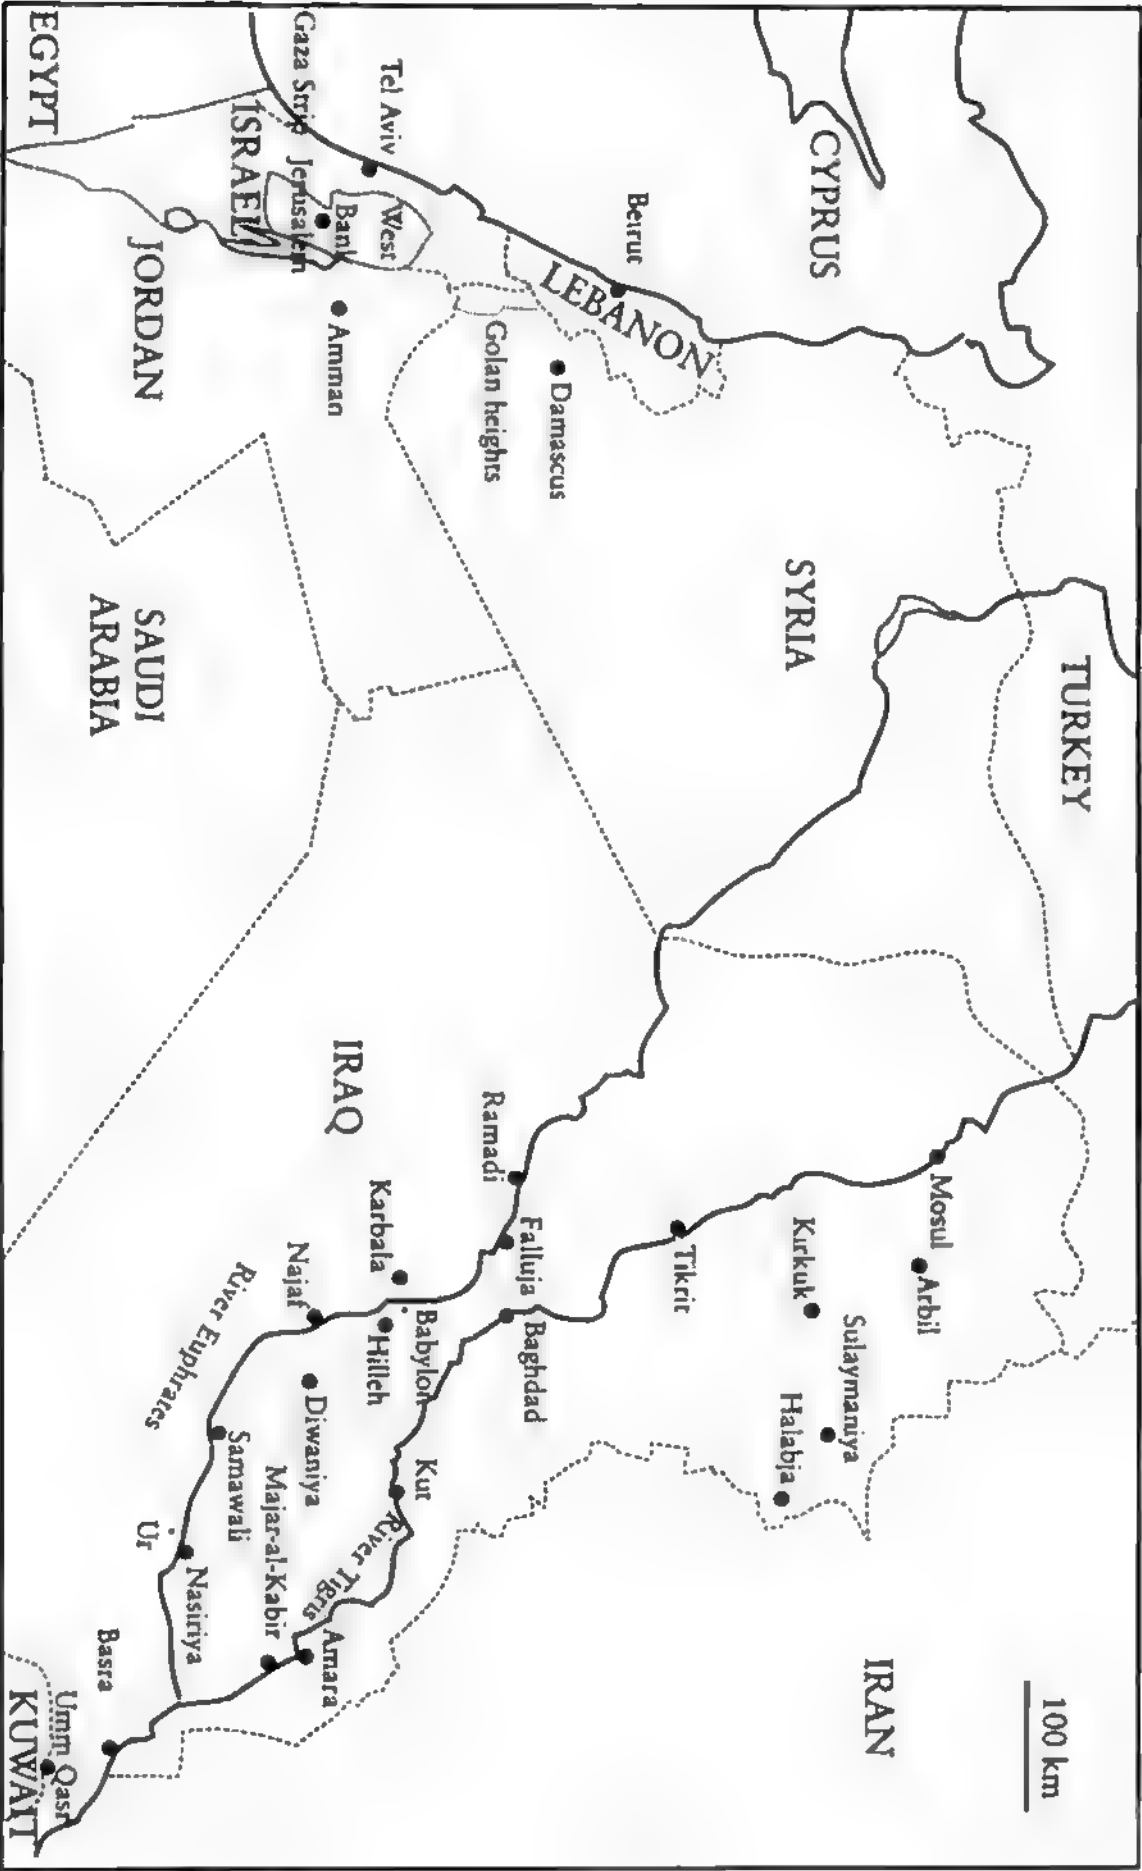 CYPRUS
TURKEY
SYRIA
LEBANON
Beirut
Damascus
Golan heights
Tel Aviv
West
Bank
Jerusalem
Gaza Strip
ISRAEL
Amman
JORDAN
EGYPT
SAUDI
ARABIA
IRAQ
IRAN
100 km
Mosul
Arbil
Kirkuk
Sulaymaniya
Halabja
Tikrit
Ramadi
Falluja
Baghdad
Karbala
Babylon
Hilleh
Najaf
Diwaniya
Kut
River Tigris
River Euphrates
Samawali
Majar-al-Kabir
Amara
Ur
Nasiriya
Basra
Umm Qasr
KUWAIT